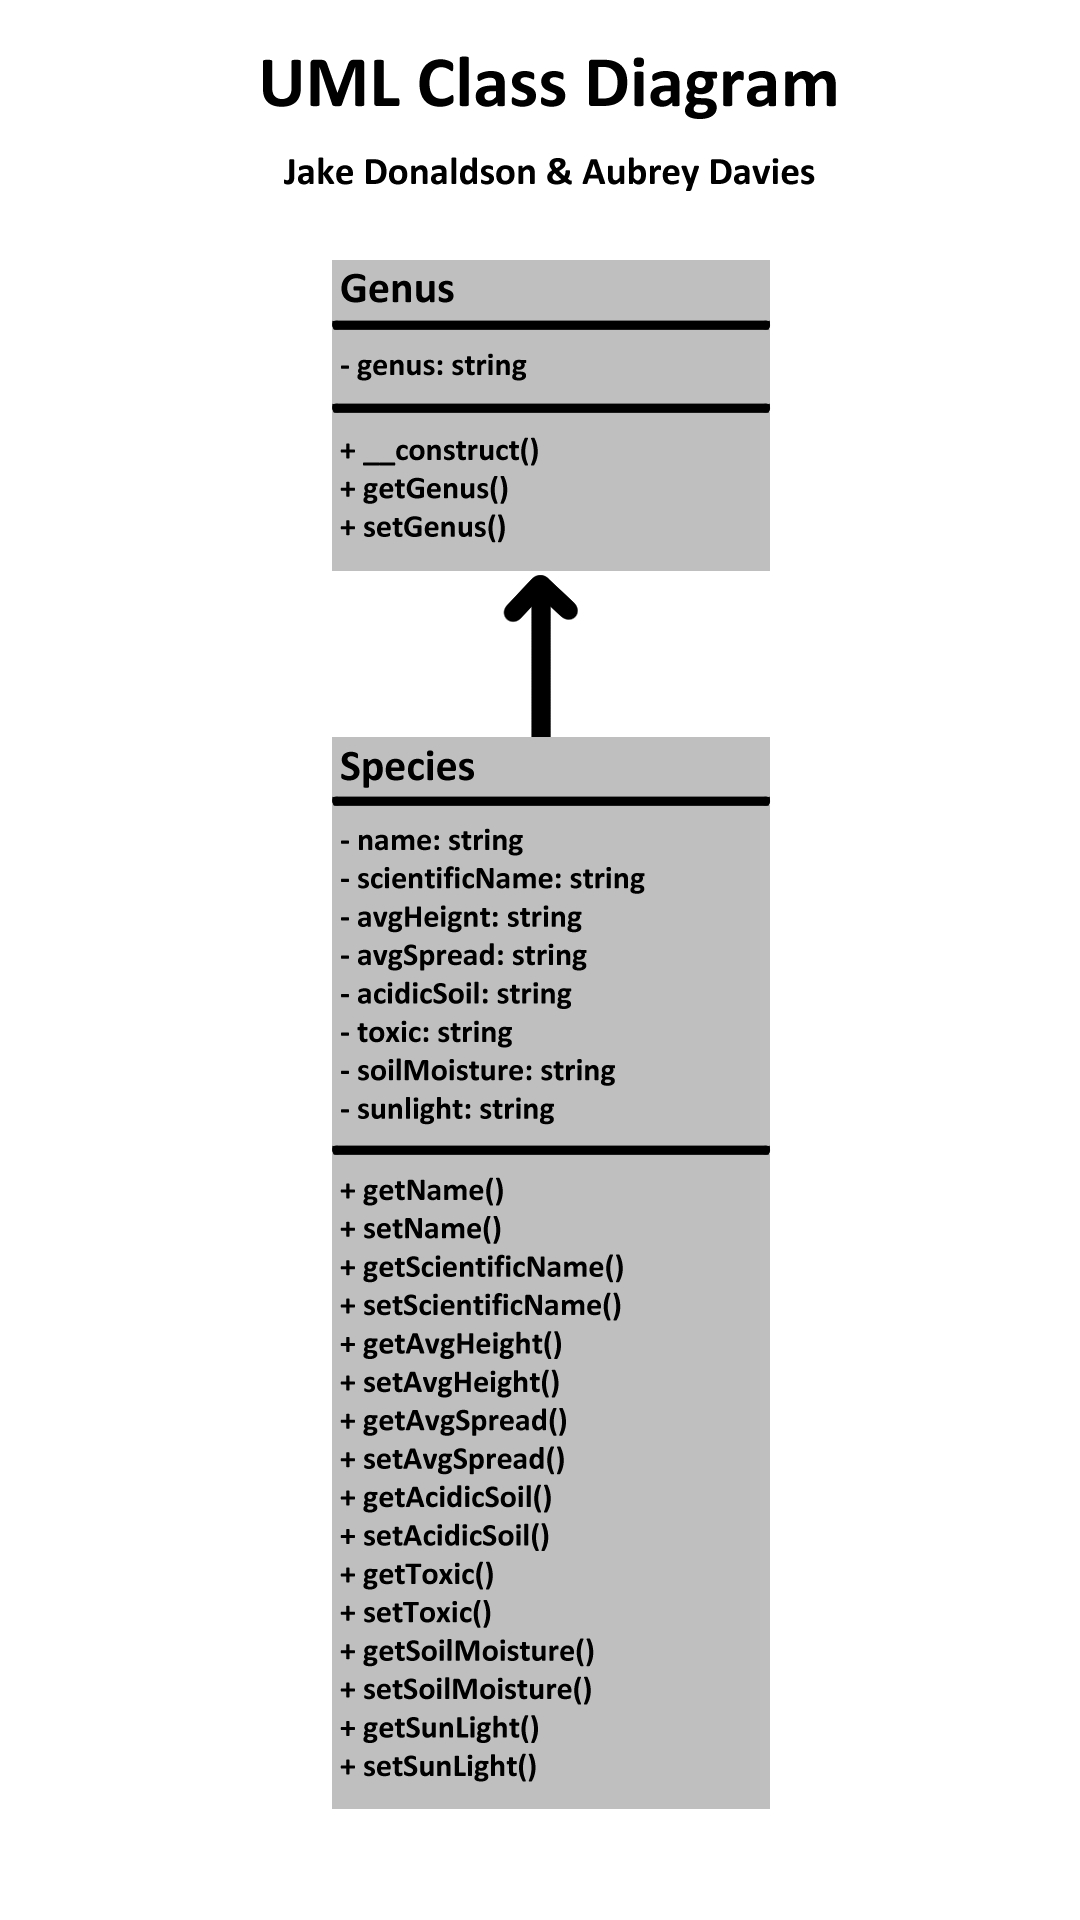 UML Class Diagram
Jake Donaldson & Aubrey Davies
Genus
- genus: string
+ __construct()
+ getGenus()
+ setGenus()
Species
- name: string
- scientificName: string
- avgHeignt: string
- avgSpread: string
- acidicSoil: string
- toxic: string
- soilMoisture: string
- sunlight: string
+ getName()
+ setName()
+ getScientificName()
+ setScientificName()
+ getAvgHeight()
+ setAvgHeight()
+ getAvgSpread()
+ setAvgSpread()
+ getAcidicSoil()
+ setAcidicSoil()
+ getToxic()
+ setToxic()
+ getSoilMoisture()
+ setSoilMoisture()
+ getSunLight()
+ setSunLight()